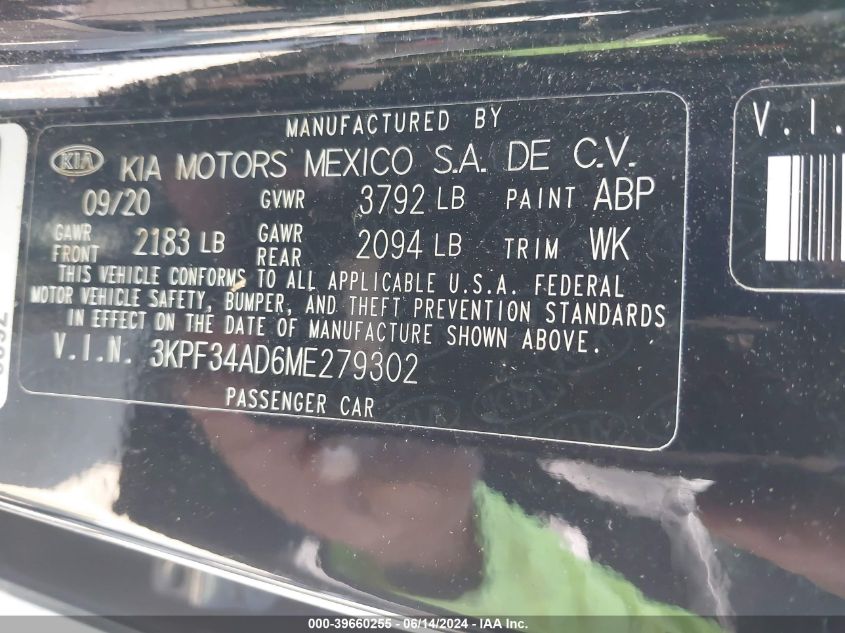 MANUFACTURED BY
KIA KIA MOTORS MEXICO S.A. DE C.V.
09/20 GVWR 3792 LB PAINT ABP
GAWR FRONT 2183 LB GAWR REAR 2094 LB TRIM WK
THIS VEHICLE CONFORMS TO ALL APPLICABLE U.S.A. FEDERAL
MOTOR VEHICLE SAFETY, BUMPER, AND THEFT PREVENTION STANDARDS
IN EFFECT ON THE DATE OF MANUFACTURE SHOWN ABOVE.
V.I.N. 3KPF34AD6ME279302
PASSENGER CAR
V.I.
000-39660255 - 06/14/2024 - IAA Inc.